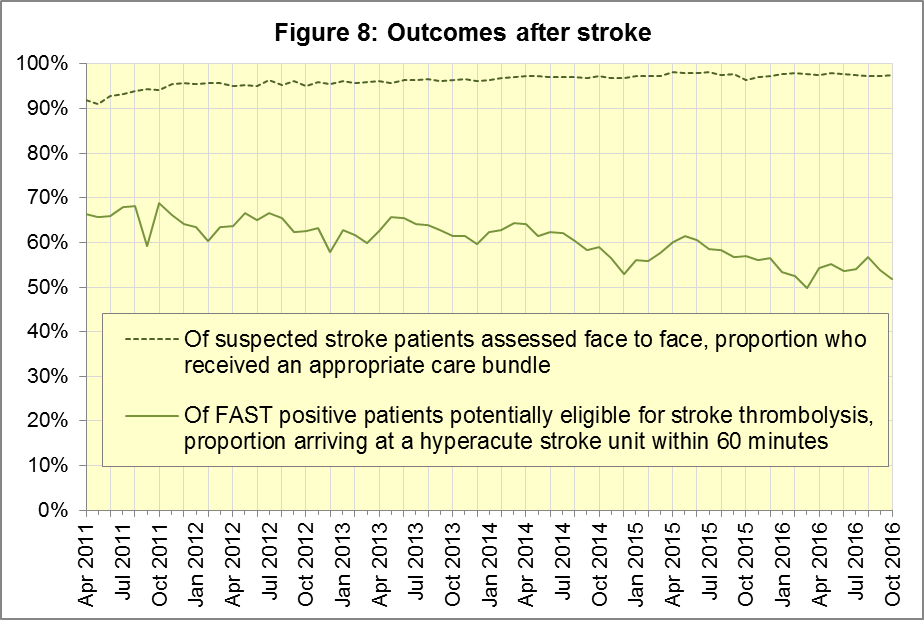 Figure 8: Outcomes after stroke
100%
90%
80%
70%
60%
50%
40%
30%
20%
10%
0%
Of suspected stroke patients assessed face to face, proportion who
received an appropriate care bundle
Of FAST positive patients potentially eligible for stroke thrombolysis,
proportion arriving at a hyperacute stroke unit within 60 minutes
Apr 2011
Jul 2011
Oct 2011
Jan 2012
Apr 2012
Jul 2012
Oct 2012
Jan 2013
Apr 2013
Jul 2013
Oct 2013
Jan 2014
Apr 2014
Jul 2014
Oct 2014
Jan 2015
Apr 2015
Jul 2015
Oct 2015
Jan 2016
Apr 2016
Jul 2016
Oct 2016